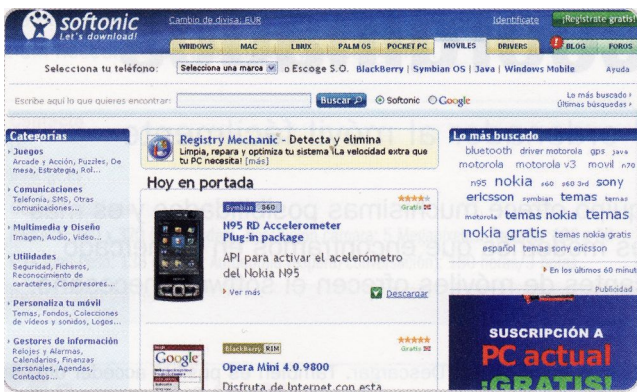 softonic
Let's download!
Cambio de divisa: EUR
Identifícate
¡Regístrate gratis!
WINDOWS MAC LINUX PALM OS POCKET PC MOVILES DRIVERS BLOG FOROS
Selecciona tu teléfono: Selecciona una marca o Escoge S.O. BlackBerry | Symbian OS | Java | Windows Mobile Ayuda
Escribe aquí lo que quieres encontrar: Buscar Softonic Google
Lo más buscado ›
Últimas búsquedas ›
Categorías
› Juegos
Arcade y Acción, Puzzles, De
mesa, Estrategia, Rol...
› Comunicaciones
Telefonía, SMS, Otras
comunicaciones...
› Multimedia y Diseño
Imagen, Audio, Video...
› Utilidades
Seguridad, Ficheros,
Reconocimiento de
caracteres, Compresores...
› Personaliza tu móvil
Temas, Fondos, Colecciones
de vídeos y sonidos, Logos...
› Gestores de información
Relojes y Alarmas,
Calendarios, Finanzas
personales, Agendas,
Contactos...
Registry Mechanic - Detecta y elimina
Limpia, repara y optimiza tu sistema ¡La velocidad extra que
tu PC necesita! [más]
Hoy en portada
Symbian S60
Gratis
N95 RD Accelerometer
Plug-in package
API para activar el acelerómetro
del Nokia N95
Ver más
Descargar
BlackBerry RIM
Gratis
Google
Opera Mini 4.0.9800
Disfruta de Internet con esta
Lo más buscado
bluetooth driver motorola gps java
motorola motorola v3 movil n70
n95 nokia s60 s60 3rd sony
ericsson symbian temas temas
motorola temas nokia temas
nokia gratis temas nokia gratis
español temas sony ericsson
En los últimos 60 minut
Publicidad
SUSCRIPCIÓN A
PC actual
¡GRATIS!